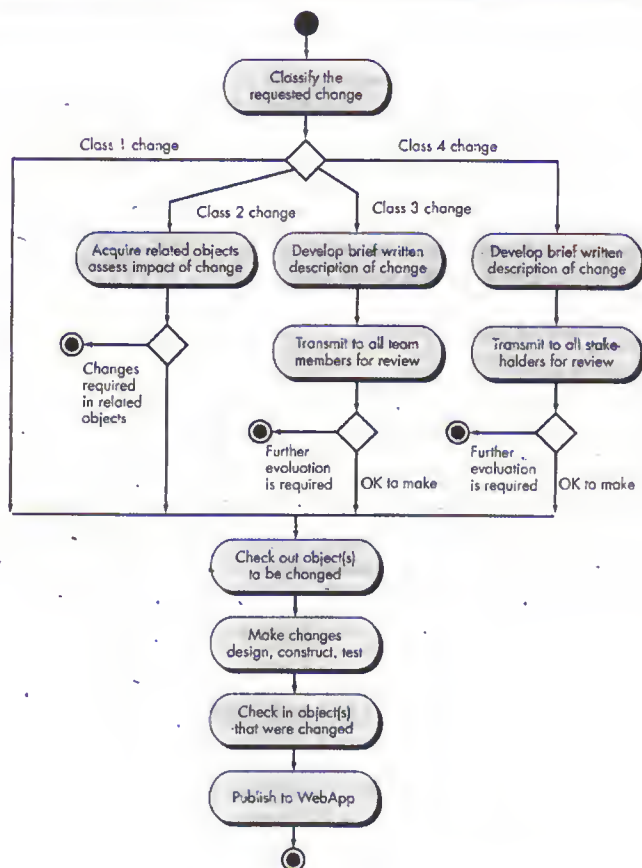 Classify the
requested change
Class 1 change
Class 4 change
Class 2 change
Class 3 change
Acquire related objects
assess impact of change
Develop brief written
description of change
Develop brief written
description of change
Transmit to all team
members for review
Transmit to all stake-
holders for review
Changes
required
in related
objects
Further
evaluation
is required
OK to make
Further
evaluation
is required
OK to make
Check out object(s)
to be changed
Make changes
design, construct, test
Check in object(s)
that were changed
Publish to WebApp